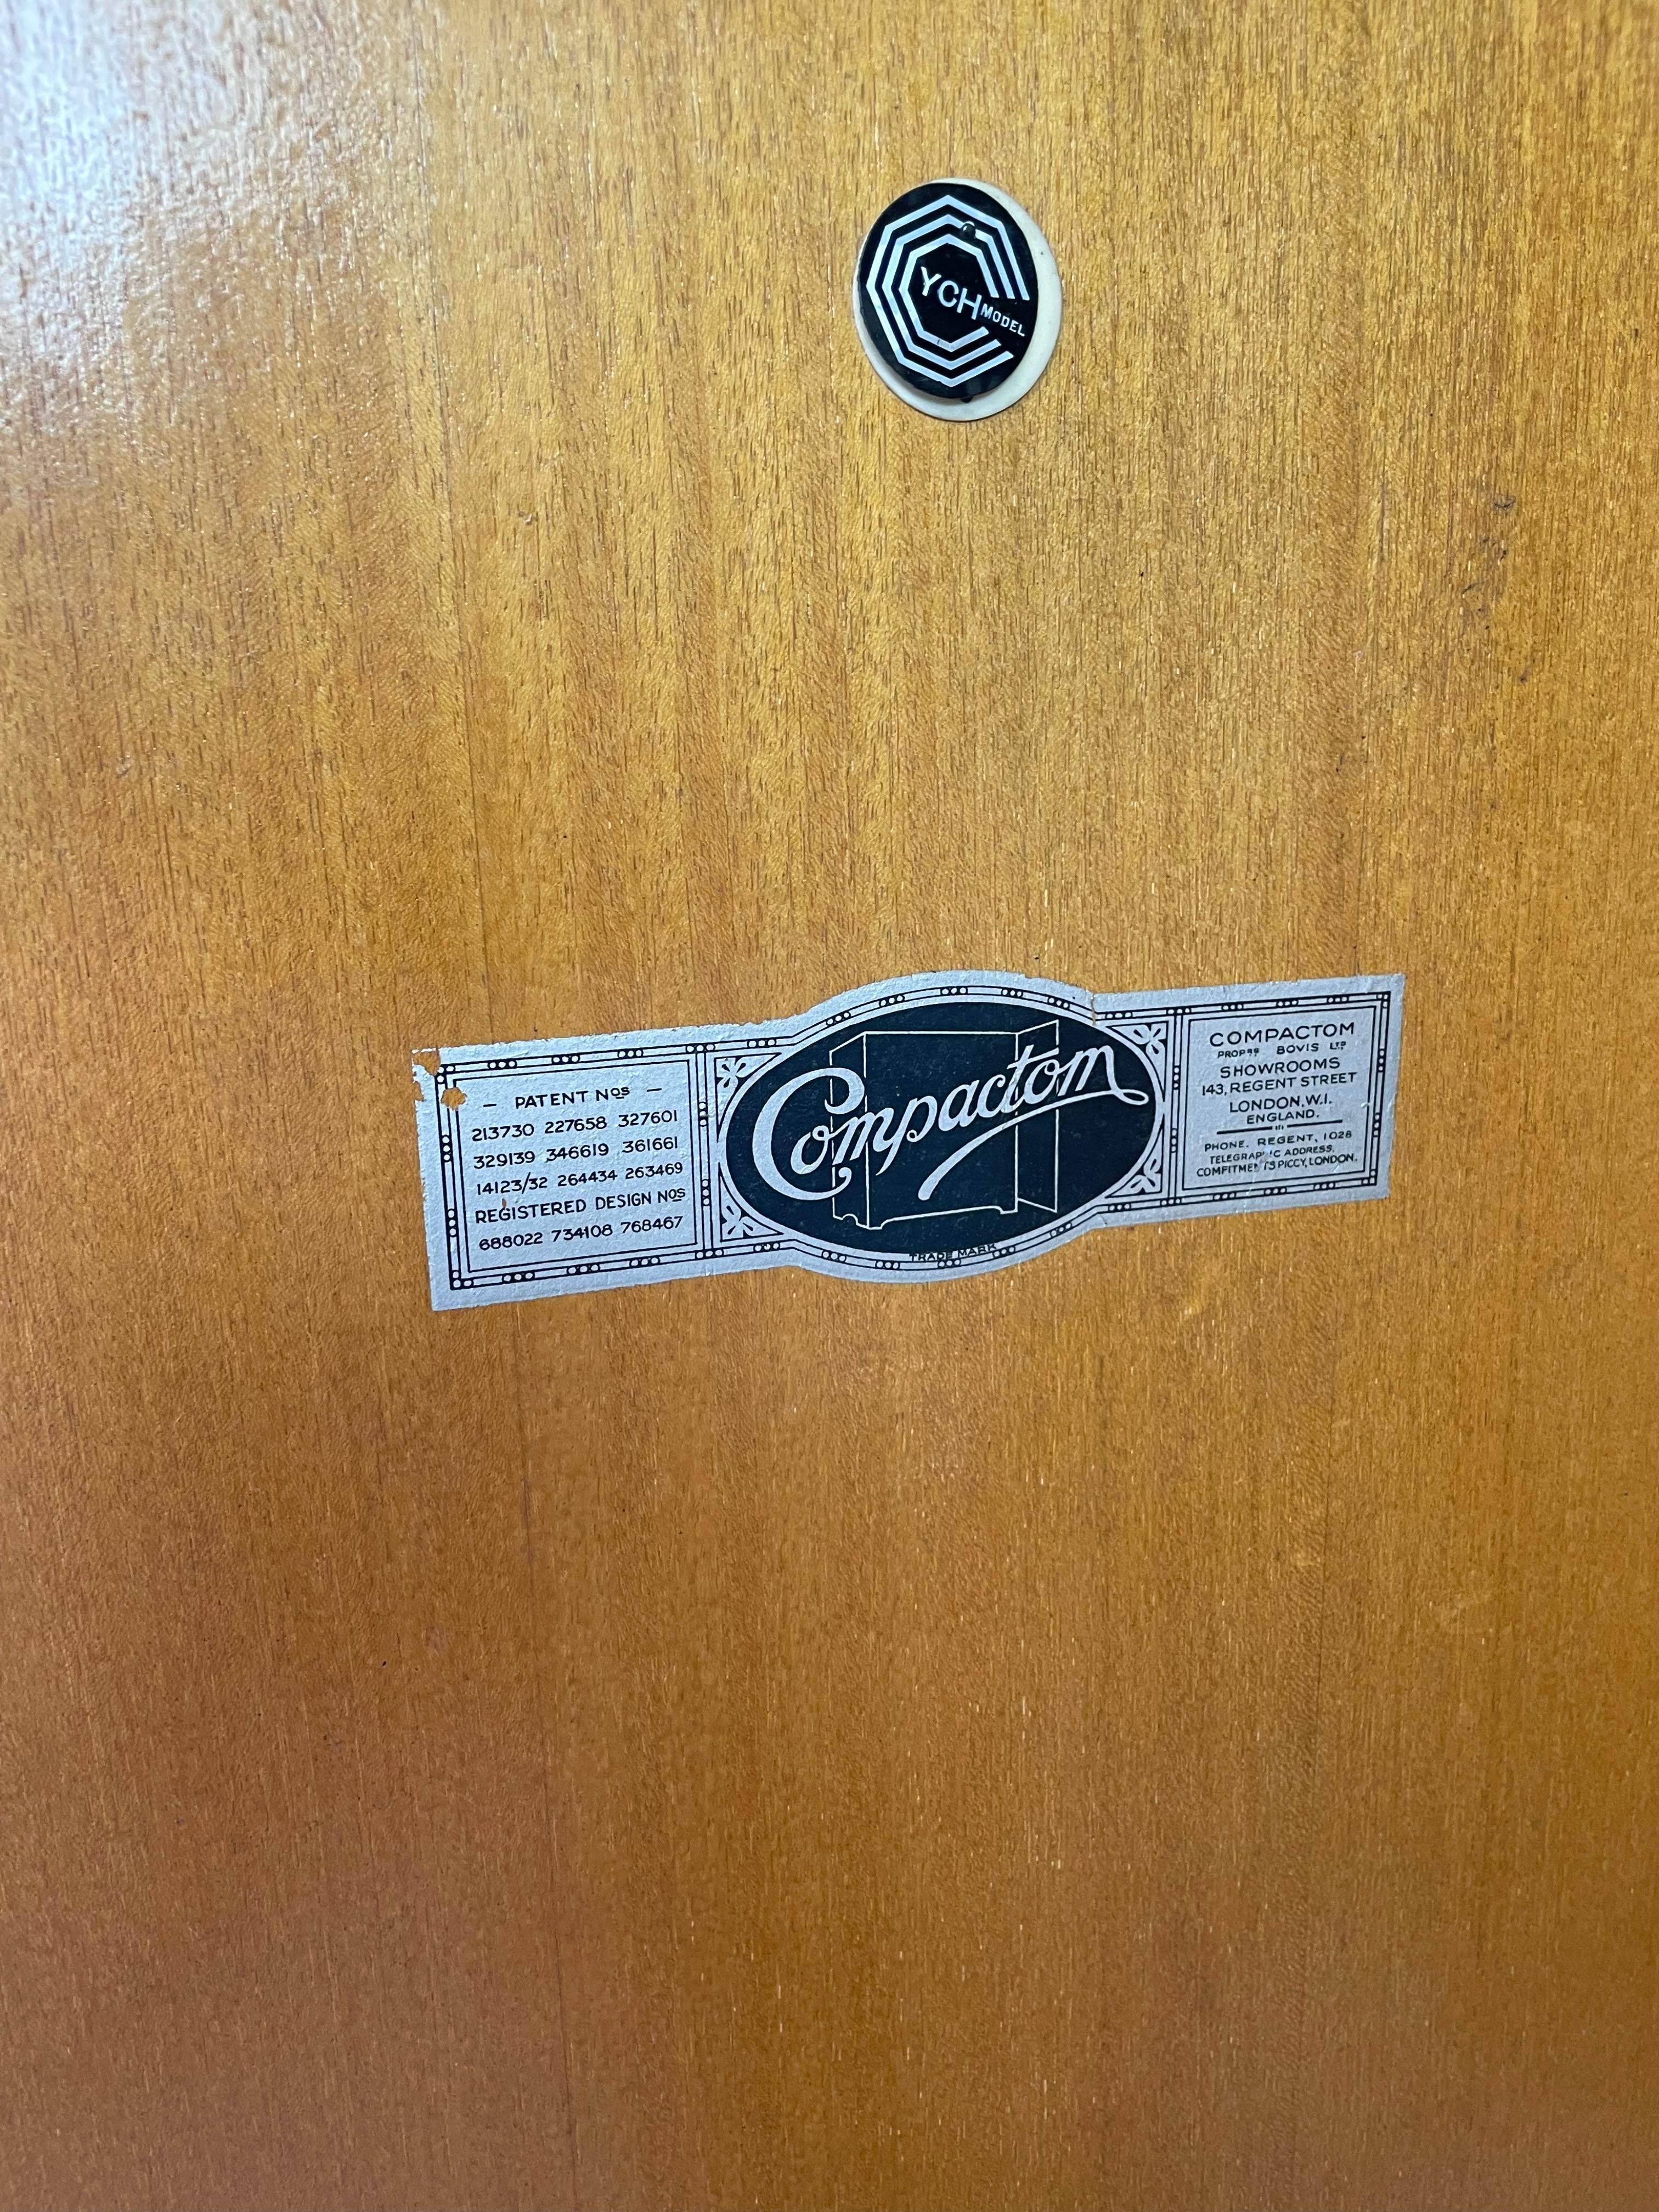 YCH MODEL
— PATENT Nos —
213730 227658 327601
329139 346619 361661
14123/32 264434 263469
REGISTERED DESIGN Nos
688022 734108 768467
Compactom
TRADE MARK
COMPACTOM
PROPRS BOVIS LTD
SHOWROOMS
143, REGENT STREET
LONDON, W.I.
ENGLAND.
PHONE. REGENT, 1028
TELEGRAPHIC ADDRESS,
COMPITMENTS PICCY, LONDON.